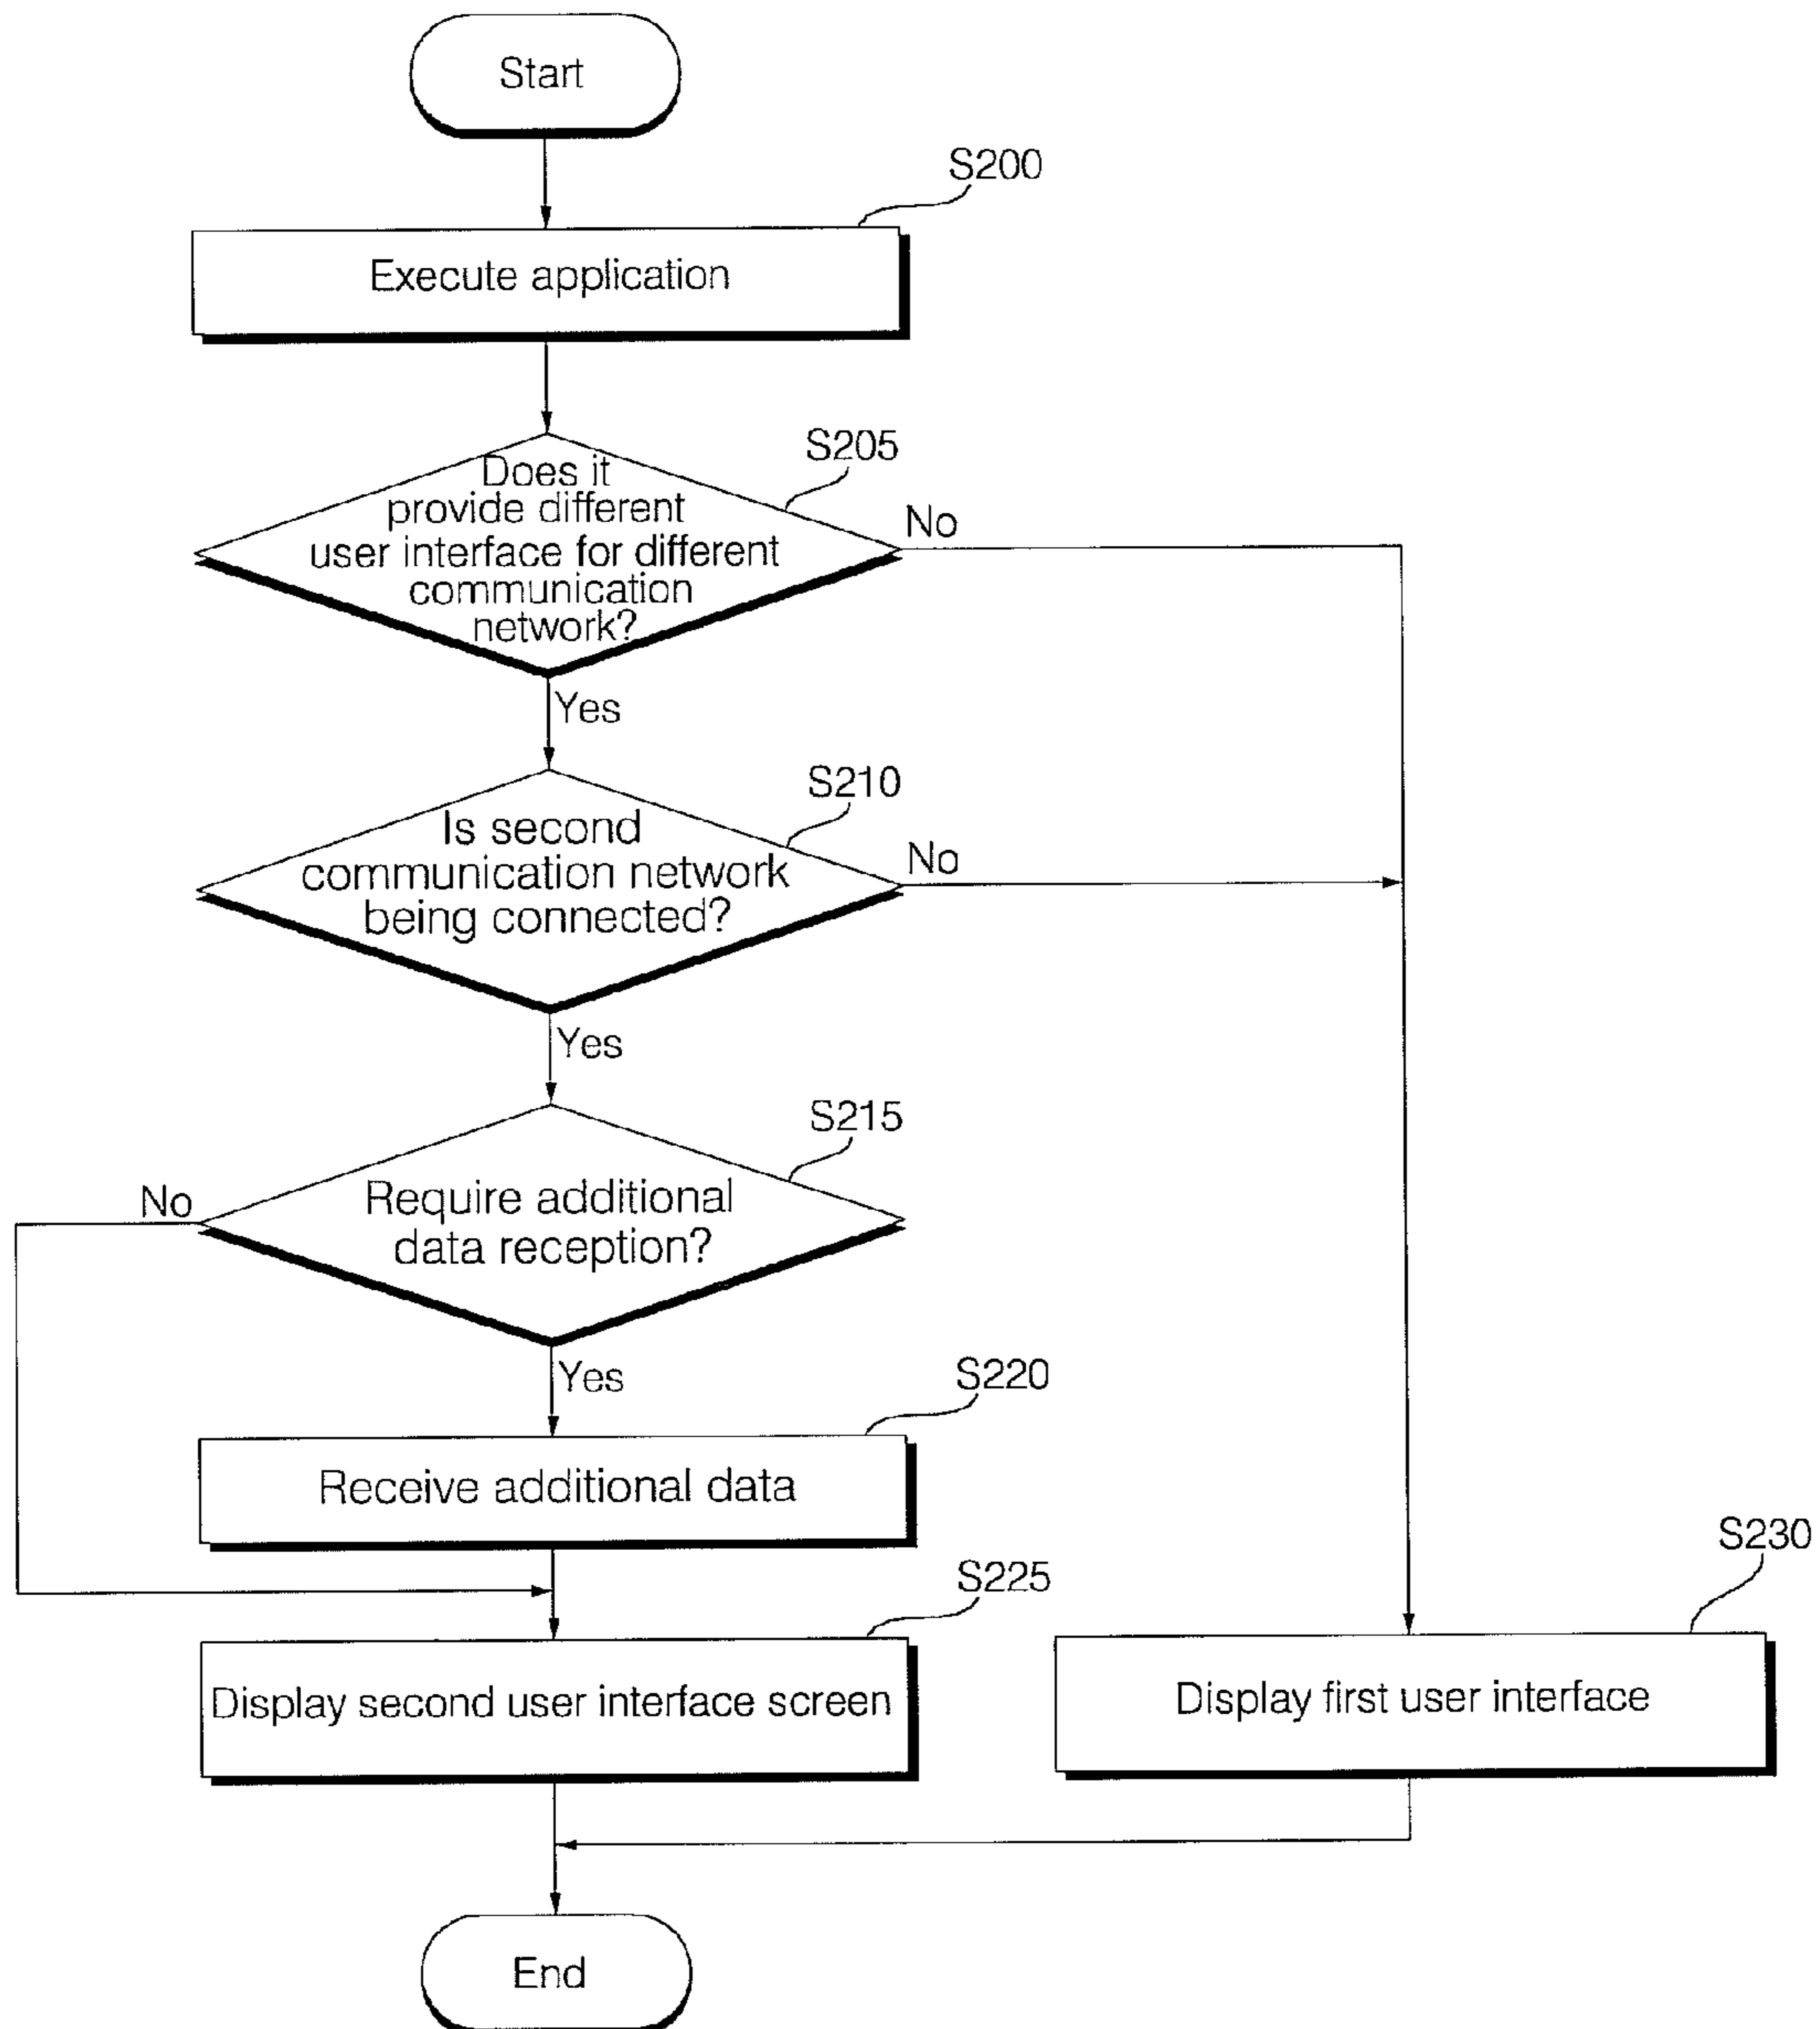 Start
S200
Execute application
S205
Does it
provide different
user interface for different
communication
network?
No
Yes
S210
Is second
communication network
being connected?
No
Yes
S215
Require additional
data reception?
No
Yes
S220
Receive additional data
S225
Display second user interface screen
S230
Display first user interface
End